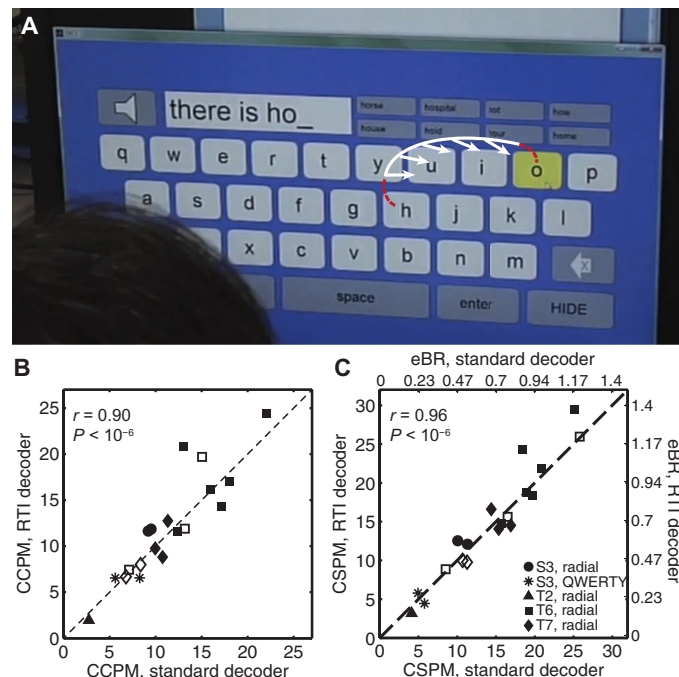 A
there is ho_
horse hospital lot how
house hold lour home
q w e r t y u i o p
a s d f g h j k l
x c v b n m x
space enter HIDE
B
r = 0.90
P < 10⁻⁶
CCPM, RTI decoder
25
20
15
10
5
0
0 5 10 15 20 25
CCPM, standard decoder
C
eBR, standard decoder
0 0.23 0.47 0.7 0.94 1.17 1.4
r = 0.96
P < 10⁻⁶
CSPM, RTI decoder
30
25
20
15
10
5
0
1.4
1.17
0.94
0.7
0.47
0.23
0
eBR, RTI decoder
S3, radial
S3, QWERTY
T2, radial
T6, radial
T7, radial
0 5 10 15 20 25 30
CSPM, standard decoder